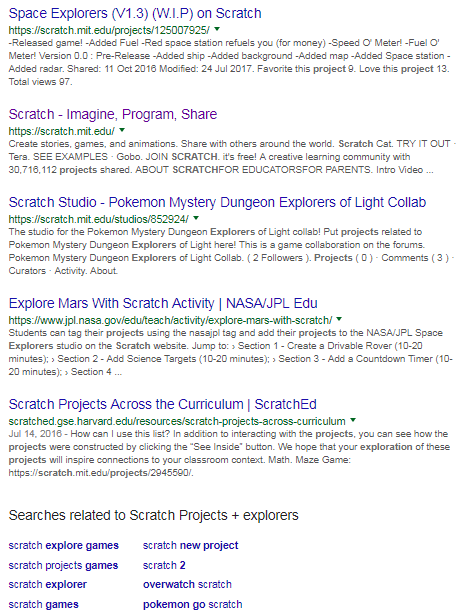 Space Explorers (V1.3) (W.I.P) on Scratch
https://scratch.mit.edu/projects/125007925/
-Released game! -Added Fuel -Red space station refuels you (for money) -Speed O' Meter! -Fuel O'
Meter! Version 0.0 : Pre-Release -Added ship -Added background -Added map -Added Space station -
Added radar. Shared: 11 Oct 2016 Modified: 24 Jul 2017. Favorite this project 9. Love this project 13.
Total views 97.
Scratch - Imagine, Program, Share
https://scratch.mit.edu/
Create stories, games, and animations. Share with others around the world. Scratch Cat. TRY IT OUT ·
Tera. SEE EXAMPLES · Gobo. JOIN SCRATCH. it's free! A creative learning community with
30,716,112 projects shared. ABOUT SCRATCHFOR EDUCATORSFOR PARENTS. Intro Video ...
Scratch Studio - Pokemon Mystery Dungeon Explorers of Light Collab
https://scratch.mit.edu/studios/852924/
The studio for the Pokemon Mystery Dungeon Explorers of Light collab! Put projects related to
Pokemon Mystery Dungeon Explorers of Light here! This is a game collaboration on the forums.
Pokemon Mystery Dungeon Explorers of Light Collab. ( 2 Followers ). Projects ( 0 ) · Comments ( 3 ) ·
Curators · Activity. About.
Explore Mars With Scratch Activity | NASA/JPL Edu
https://www.jpl.nasa.gov/edu/teach/activity/explore-mars-with-scratch/
Students can tag their projects using the nasajpl tag and add their projects to the NASA/JPL Space
Explorers studio on the Scratch website. Jump to: › Section 1 - Create a Drivable Rover (10-20
minutes); › Section 2 - Add Science Targets (10-20 minutes); › Section 3 - Add a Countdown Timer (10-
20 minutes); › Section 4 ...
Scratch Projects Across the Curriculum | ScratchEd
scratched.gse.harvard.edu/resources/scratch-projects-across-curriculum
Jul 14, 2016 - How can I use this list? In addition to interacting with the projects, you can see how the
projects were constructed by clicking the “See Inside” button. We hope that your exploration of these
projects will inspire connections to your classroom context. Math. Maze Game:
https://scratch.mit.edu/projects/2945590/.
Searches related to Scratch Projects + explorers
scratch explore games scratch new project
scratch projects games scratch 2
scratch explorer overwatch scratch
scratch games pokemon go scratch